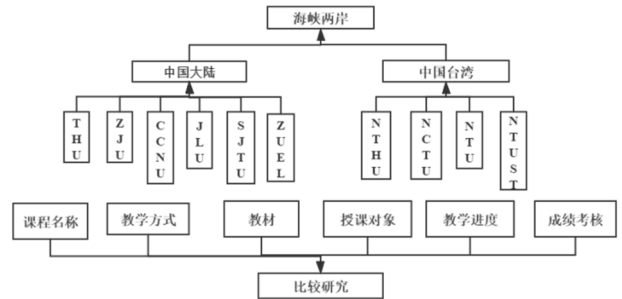 海峡两岸
中国大陆
中国台湾
THU
ZJU
CCNU
JLU
SJTU
ZUEL
NTHU
NCTU
NTU
NTUST
课程名称
教学方式
教材
授课对象
教学进度
成绩考核
比较研究